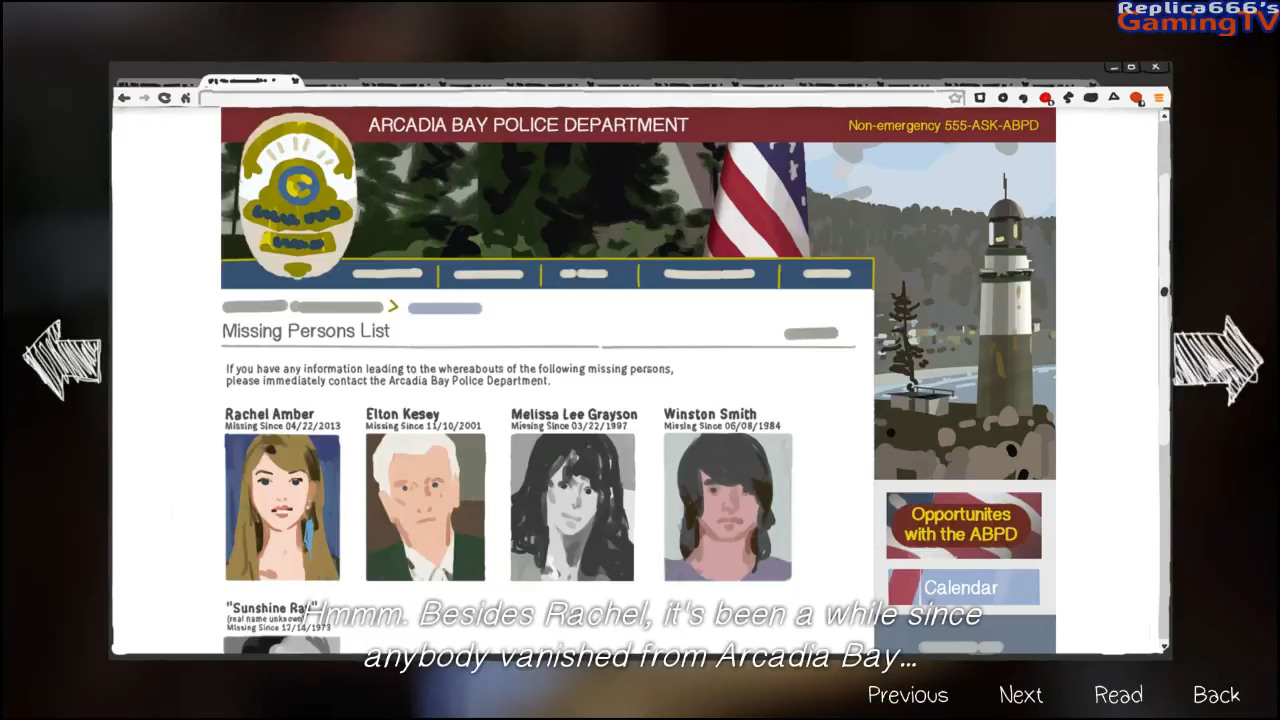 Replica666's
GamingTV
ARCADIA BAY POLICE DEPARTMENT
Non-emergency 555-ASK-ABPD
Missing Persons List
If you have any information leading to the whereabouts of the following missing persons,
please immediately contact the Arcadia Bay Police Department.
Rachel Amber
Missing Since 04/22/2013
Elton Kesey
Missing Since 11/10/2001
Melissa Lee Grayson
Missing Since 03/22/1997
Winston Smith
Missing Since 06/08/1984
Opportunites
with the ABPD
Calendar
"Sunshine Ray"
(real name unknown)
Missing Since 12/14/1973
Hmmm. Besides Rachel, it's been a while since
anybody vanished from Arcadia Bay...
Previous Next Read Back